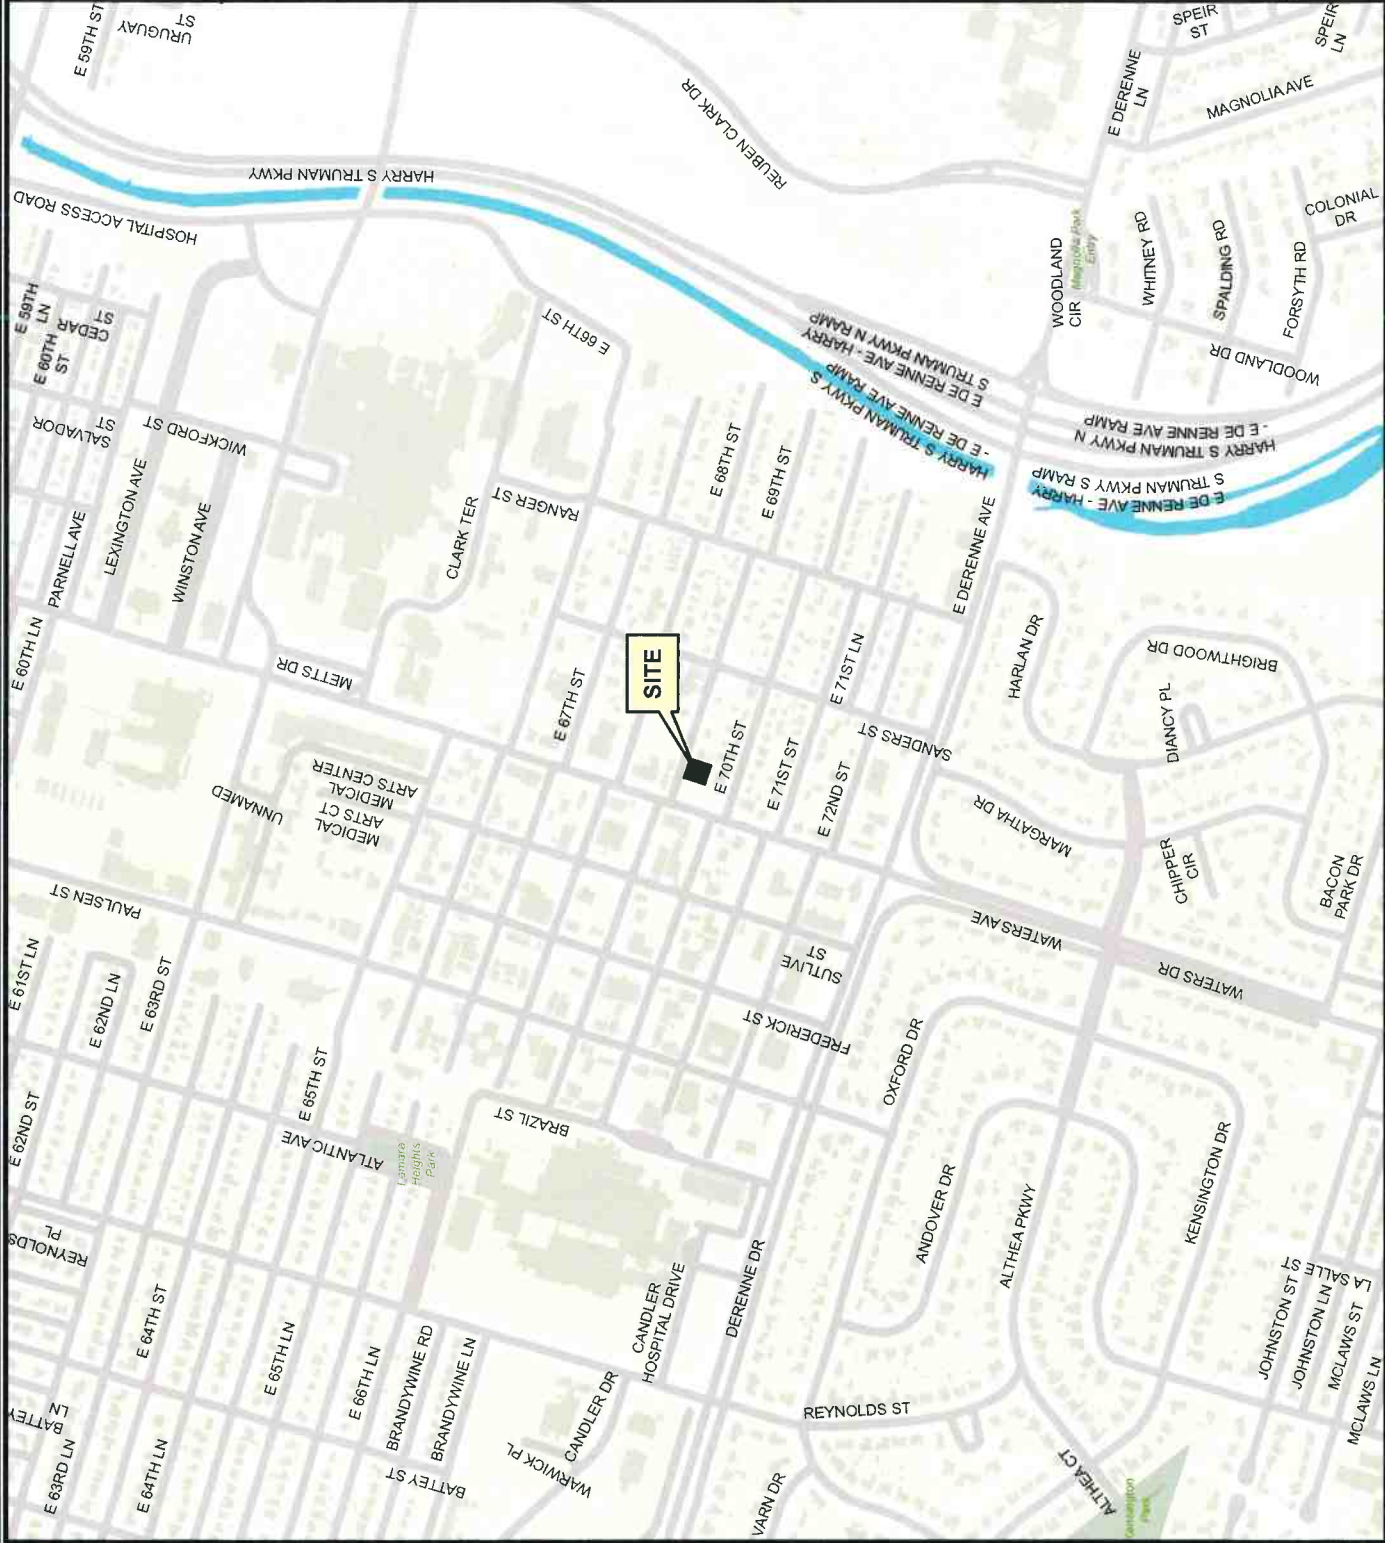 E 59TH ST
URUGUAY
ST
SPEIR
ST
SPEIR
LN
E DERENNE
LN
MAGNOLIA AVE
REUBEN CLARK DR
HARRY S TRUMAN PKWY
HOSPITAL ACCESS ROAD
COLONIAL
DR
WHITNEY RD
SPALDING RD
FORSYTH RD
WOODLAND
CIR
Magnolia Park
Entry
WOODLAND DR
E 59TH
LN
CEDAR
ST
E 60TH
ST
E 66TH ST
E DE RENNE AVE - HARRY
S TRUMAN PKWY N RAMP
HARRY S TRUMAN PKWY S
- E DE RENNE AVE RAMP
HARRY S TRUMAN PKWY N
- E DE RENNE AVE RAMP
E DE RENNE AVE - HARRY
S TRUMAN PKWY S RAMP
SALVADOR
ST
WICKFORD ST
LEXINGTON AVE
PARNELL AVE
WINSTON AVE
CLARK TER
RANGER ST
E 68TH ST
E 69TH ST
E DERENNE AVE
E 60TH LN
METTS DR
E 67TH ST
SITE
E 70TH ST
E 71ST ST
E 71ST LN
E 72ND ST
SANDERS ST
HARLAN DR
BRIGHTWOOD DR
DIANCY PL
MARGATHA DR
CHIPPER
CIR
BACON
PARK DR
UNNAMED
MEDICAL
ARTS CENTER
MEDICAL
ARTS CT
PAULSEN ST
WATERS AVE
WATERS DR
E 61ST LN
E 62ND LN
E 63RD ST
SUTLIVE
ST
FREDERICK ST
OXFORD DR
E 62ND ST
E 65TH ST
ATLANTIC AVE
Lamara
Heights
Park
BRAZIL ST
ANDOVER DR
ALTHEA PKWY
KENSINGTON DR
REYNOLDS
PL
E 64TH ST
E 65TH LN
E 66TH LN
BRANDYWINE RD
BRANDYWINE LN
CANDLER
HOSPITAL DRIVE
DERENNE DR
CANDLER DR
WARWICK PL
REYNOLDS ST
LA SALLE ST
JOHNSTON ST
JOHNSTON LN
MCLAWS ST
MCLAWS LN
BATTEY
LN
E 63RD LN
E 64TH LN
BATTEY ST
VARN DR
ALTHEA CT
Kensington
Park